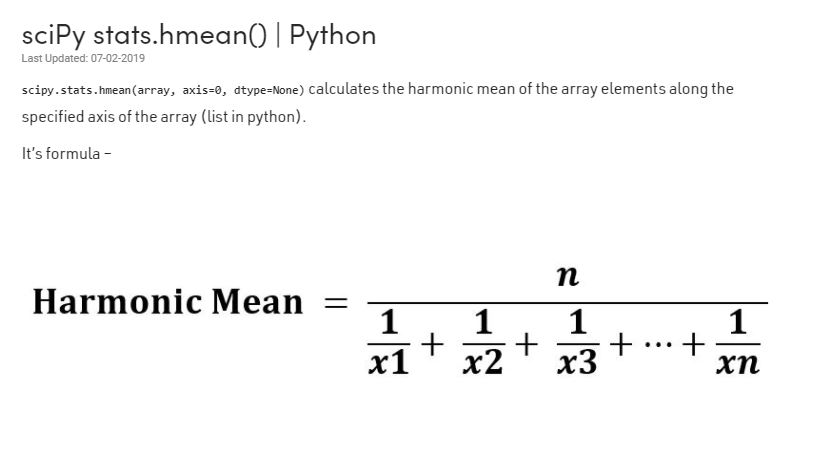 sciPy stats.hmean() | Python
Last Updated: 07-02-2019
scipy.stats.hmean(array, axis=0, dtype=None) calculates the harmonic mean of the array elements along the
specified axis of the array (list in python).
It's formula –
n
Harmonic Mean = 
1 1 1 1
+ + + ⋯ +
x1 x2 x3 xn